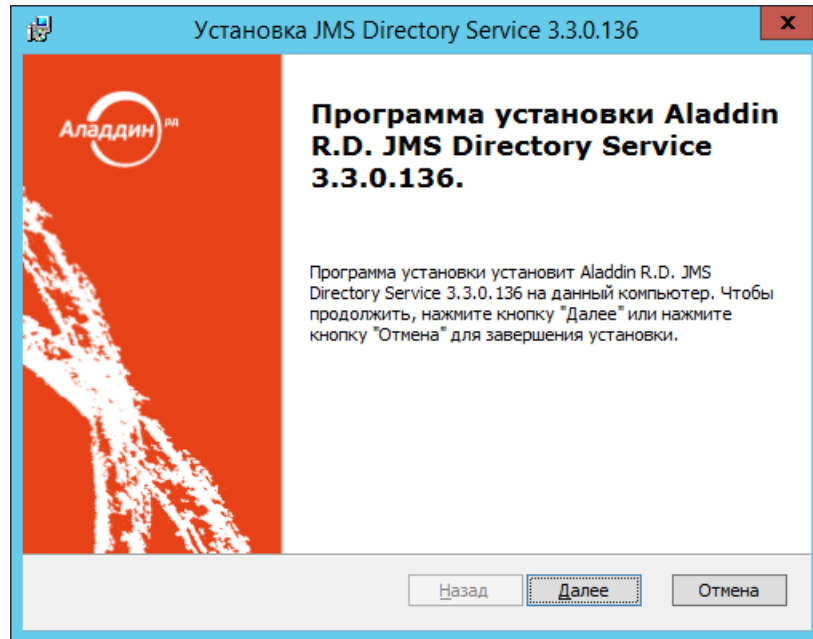 Установка JMS Directory Service 3.3.0.136
x
Аладдин РД
Программа установки Aladdin
R.D. JMS Directory Service
3.3.0.136.
Программа установки установит Aladdin R.D. JMS
Directory Service 3.3.0.136 на данный компьютер. Чтобы
продолжить, нажмите кнопку "Далее" или нажмите
кнопку "Отмена" для завершения установки.
Назад Далее Отмена